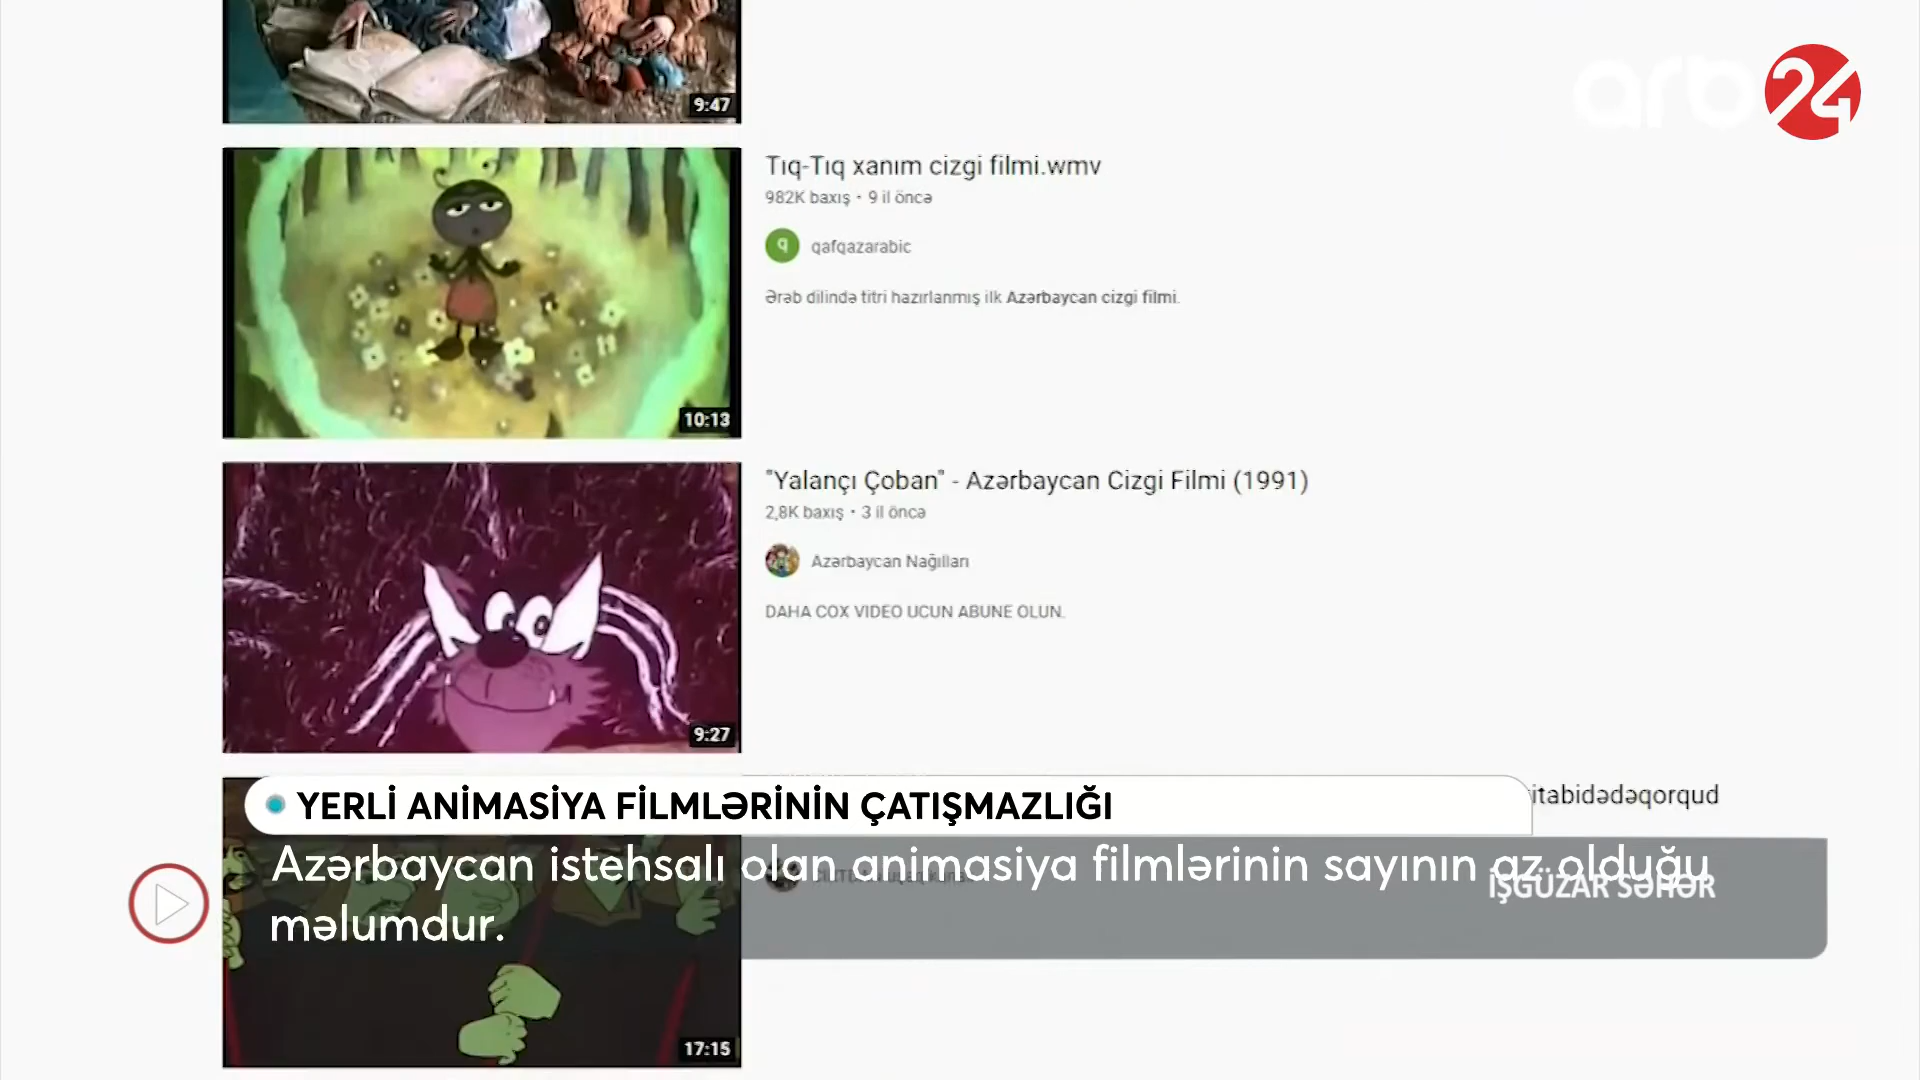 arb 24
9:47
Tıq-Tıq xanım cizgi filmi.wmv
982K baxış • 9 il öncə
q qafqazarabic
Ərəb dilində titri hazırlanmış ilk Azərbaycan cizgi filmi.
10:13
"Yalançı Çoban" - Azərbaycan Cizgi Filmi (1991)
2,8K baxış • 3 il öncə
Azərbaycan Nağılları
DAHA COX VIDEO UCUN ABUNE OLUN.
9:27
itabidədəqorqud
YERLİ ANİMASİYA FİLMLƏRİNİN ÇATIŞMAZLIĞI
Azərbaycan istehsalı olan animasiya filmlərinin sayının az olduğu
məlumdur.
İŞGÜZAR SƏHƏR
17:15